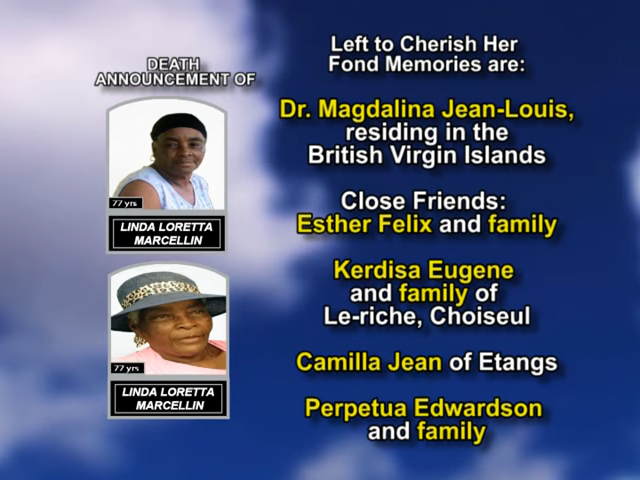 DEATH
ANNOUNCEMENT OF
77 yrs
LINDA LORETTA
MARCELLIN
77 yrs
LINDA LORETTA
MARCELLIN
Left to Cherish Her
Fond Memories are:
Dr. Magdalina Jean-Louis,
residing in the
British Virgin Islands
Close Friends:
Esther Felix and family
Kerdisa Eugene
and family of
Le-riche, Choiseul
Camilla Jean of Etangs
Perpetua Edwardson
and family